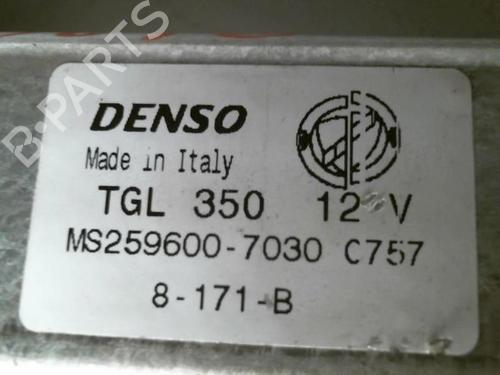 B-PARTS
DENSO
Made in Italy
TGL 350 12 V
MS259600-7030 C757
8-171-B